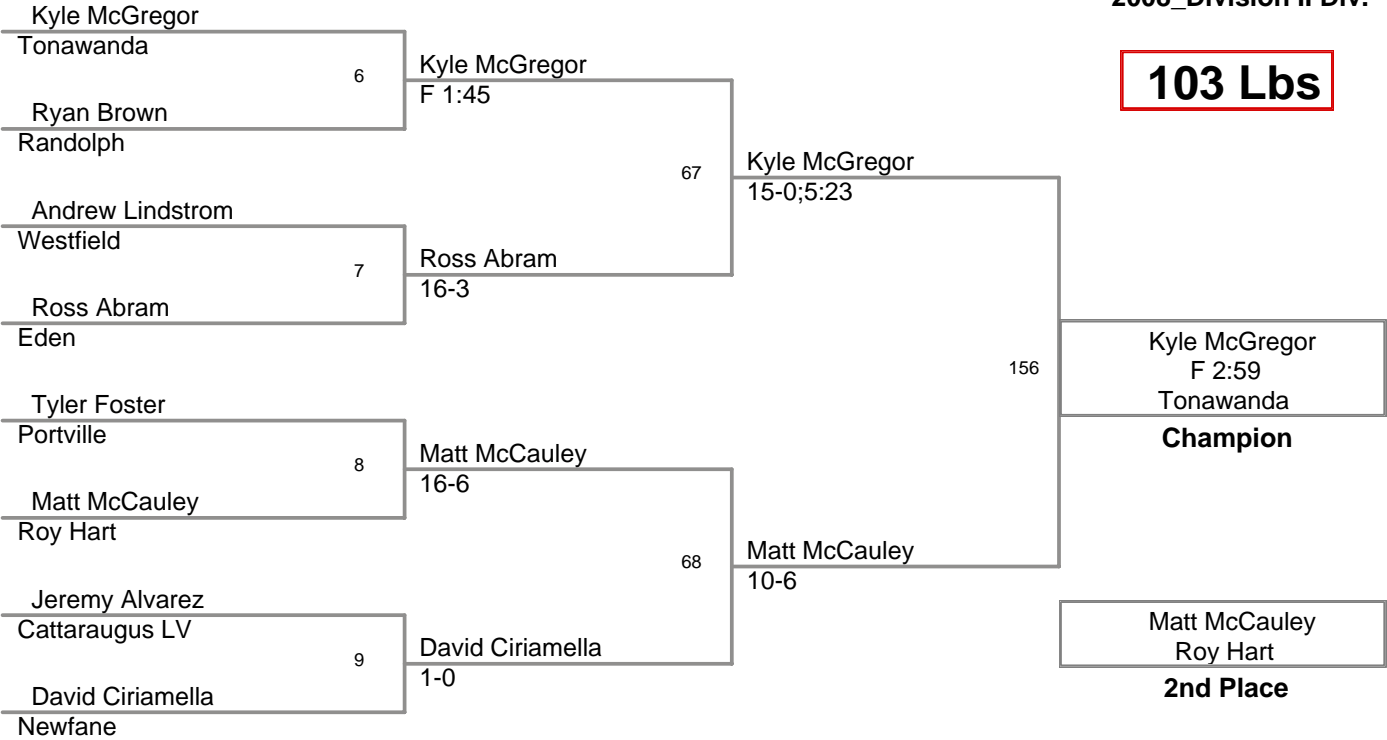 2008_Division II Div.
103 Lbs
Kyle McGregor
Tonawanda
6
Ryan Brown
Randolph
Kyle McGregor
F 1:45
67
Andrew Lindstrom
Westfield
7
Ross Abram
Eden
Ross Abram
16-3
Kyle McGregor
15-0;5:23
156
Tyler Foster
Portville
8
Matt McCauley
Roy Hart
Matt McCauley
16-6
68
Jeremy Alvarez
Cattaraugus LV
9
David Ciriamella
Newfane
David Ciriamella
1-0
Matt McCauley
10-6
Kyle McGregor
F 2:59
Tonawanda
Champion
Matt McCauley
Roy Hart
2nd Place